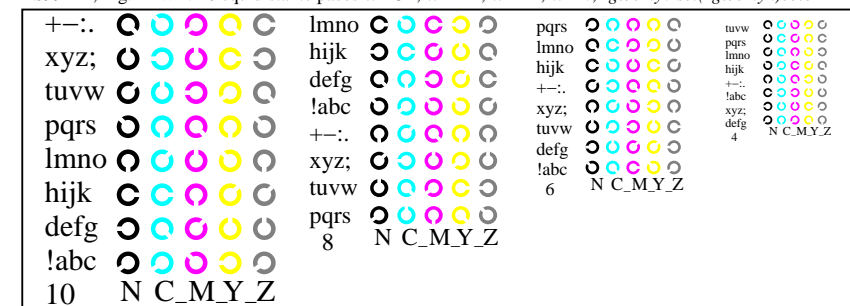 +−:.
xyz;
tuvw
pqrs
lmno
hijk
defg
!abc
10 N C_M_Y_Z
lmno
hijk
defg
!abc
+−:.
xyz;
tuvw
pqrs
8 N C_M_Y_Z
pqrs
lmno
hijk
+−:.
xyz;
tuvw
defg
!abc
6 N C_M_Y_Z
tuvw
pqrs
lmno
hijk
+−:.
!abc
xyz;
defg
4 N C_M_Y_Z